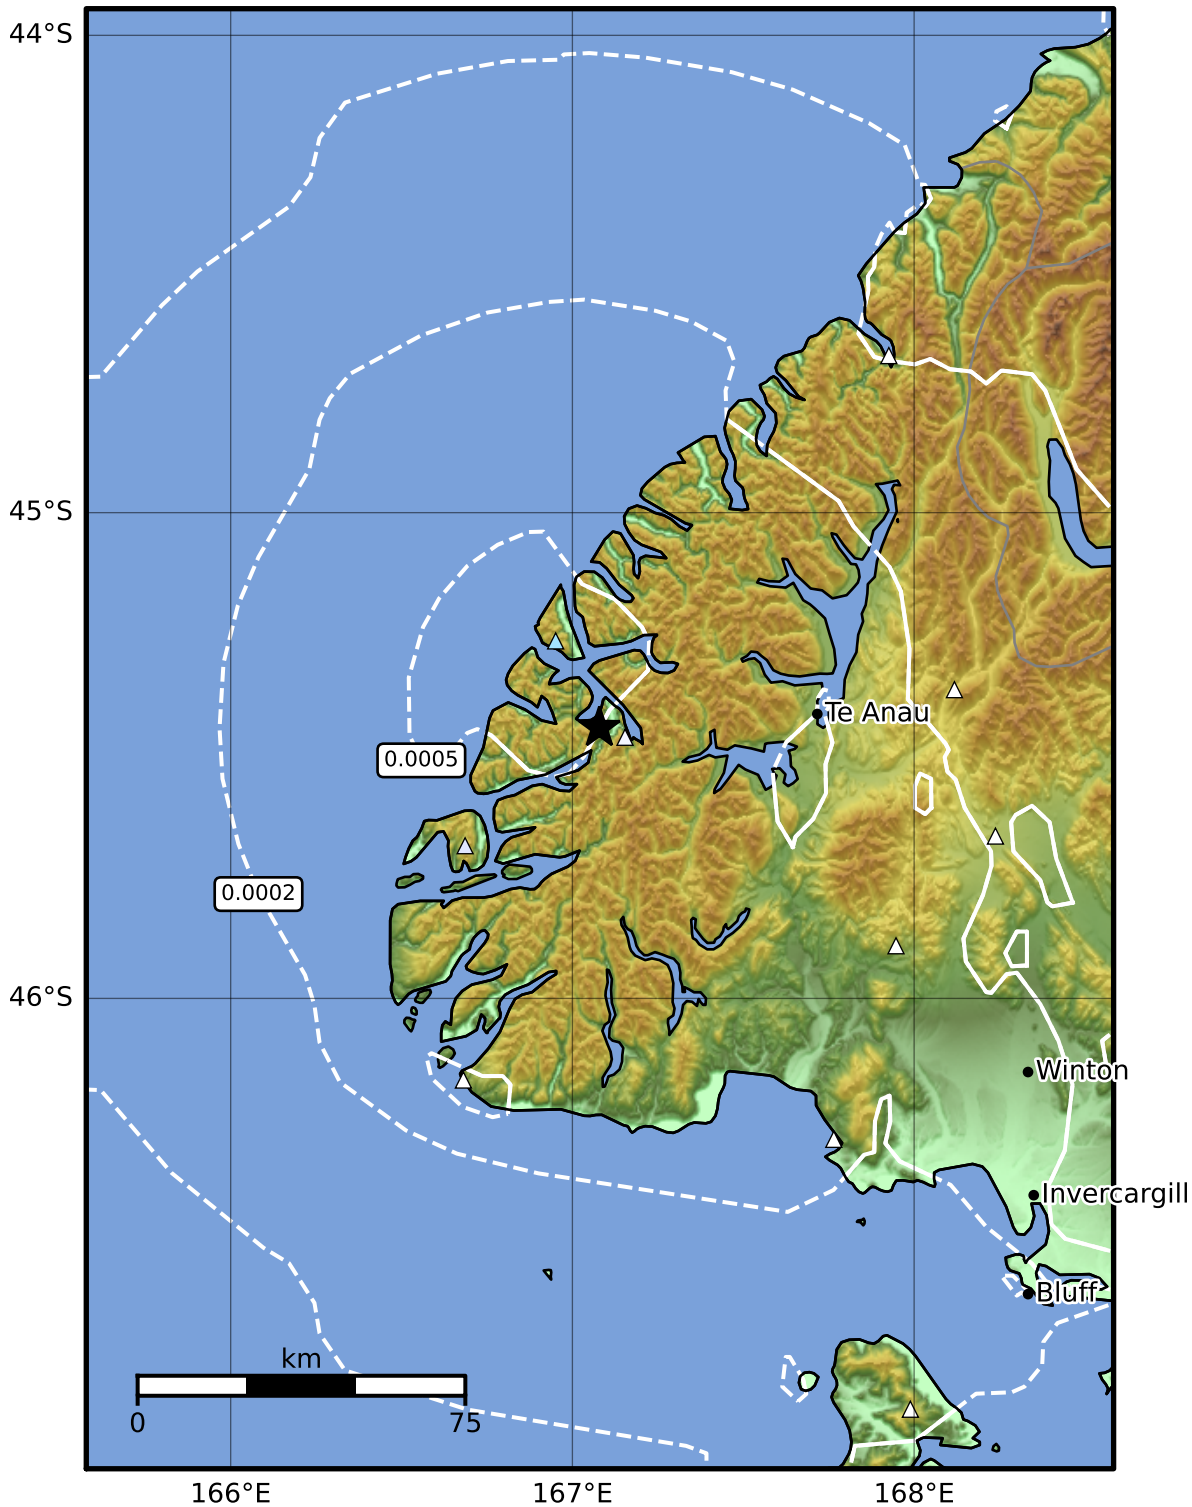 44°S
45°S
Te Anau
0.0005
0.0002
46°S
Winton
Invercargill
Bluff
km
0 75
166°E 167°E 168°E